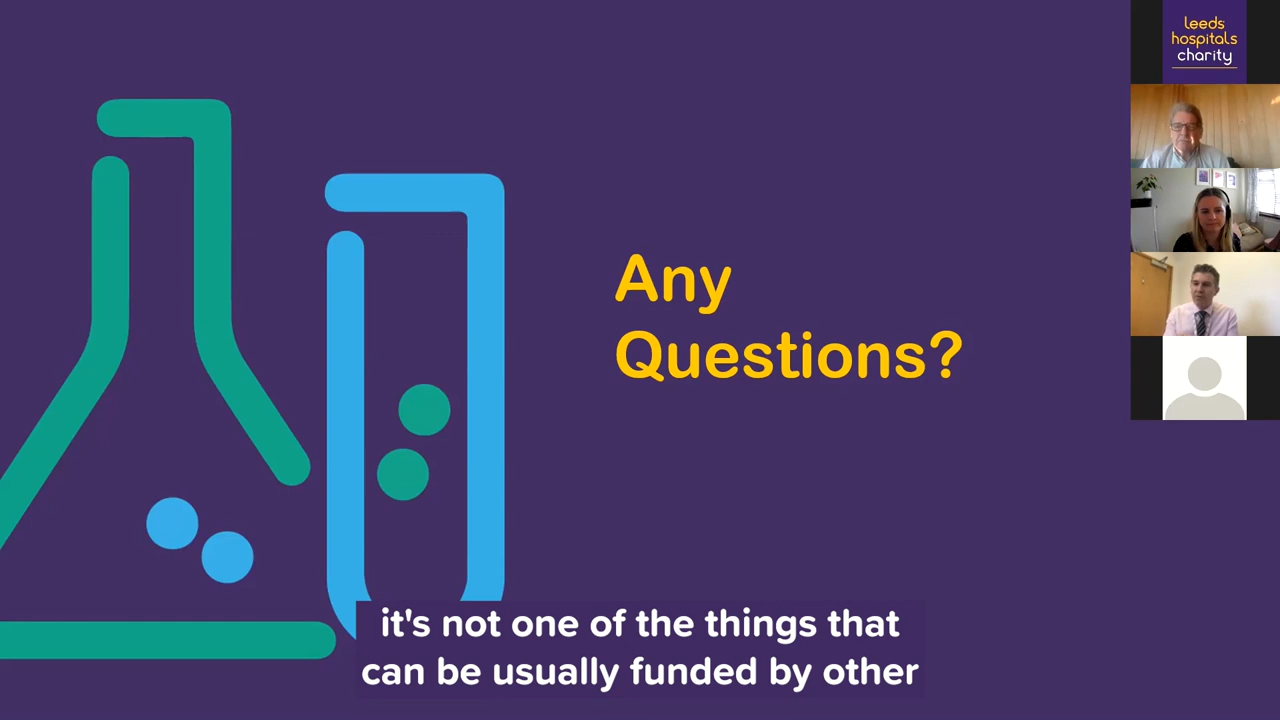 leeds
hospitals
charity
Any
Questions?
it's not one of the things that
can be usually funded by other